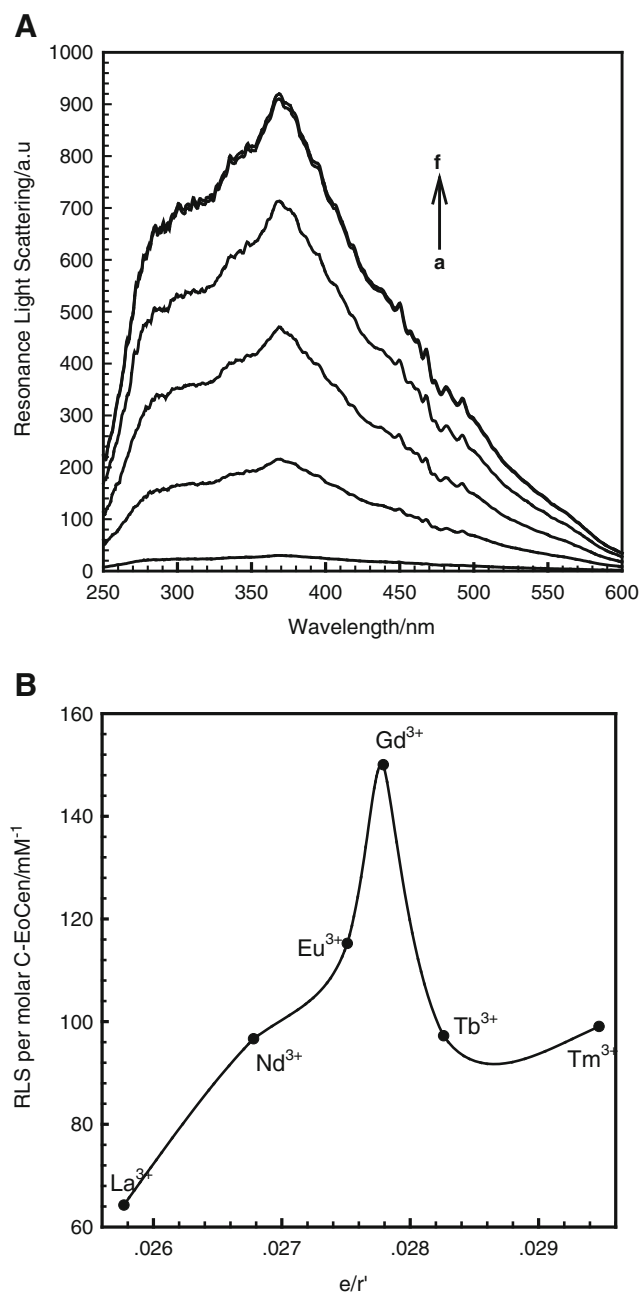 A
Resonance Light Scattering/a.u
1000
900
800
700
600
500
400
300
200
100
0
f
a
250 300 350 400 450 500 550 600
Wavelength/nm
B
RLS per molar C-EoCen/mM-1
160
140
120
100
80
60
Gd3+
Eu3+
Tb3+
Nd3+
Tm3+
La3+
.026 .027 .028 .029
e/r'